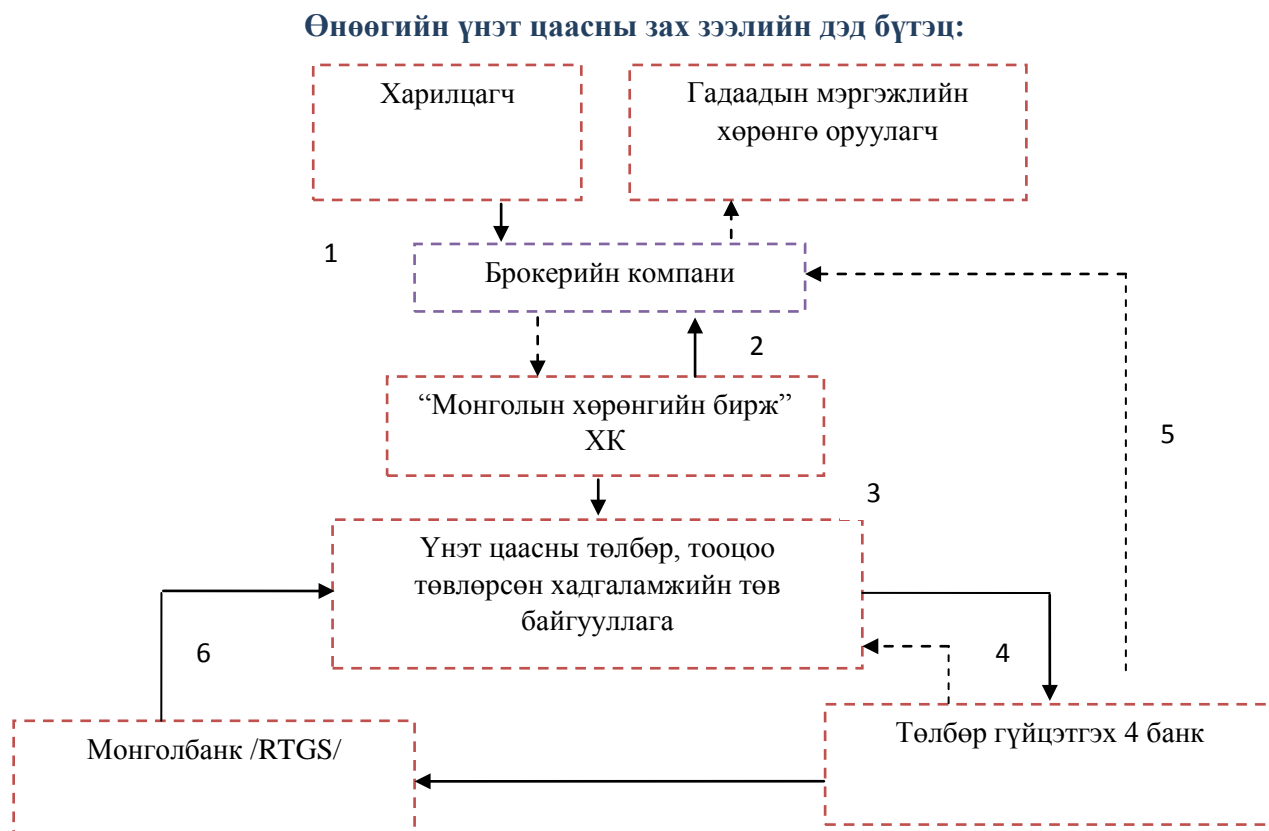 Өнөөгийн үнэт цаасны зах зээлийн дэд бүтэц:
Харилцагч
Гадаадын мэргэжлийн
хөрөнгө оруулагч
1
Брокерийн компани
2
“Монголын хөрөнгийн бирж”
ХК
5
3
Үнэт цаасны төлбөр, тооцоо
төвлөрсөн хадгаламжийн төв
байгууллага
6
4
Монголбанк /RTGS/
Төлбөр гүйцэтгэх 4 банк